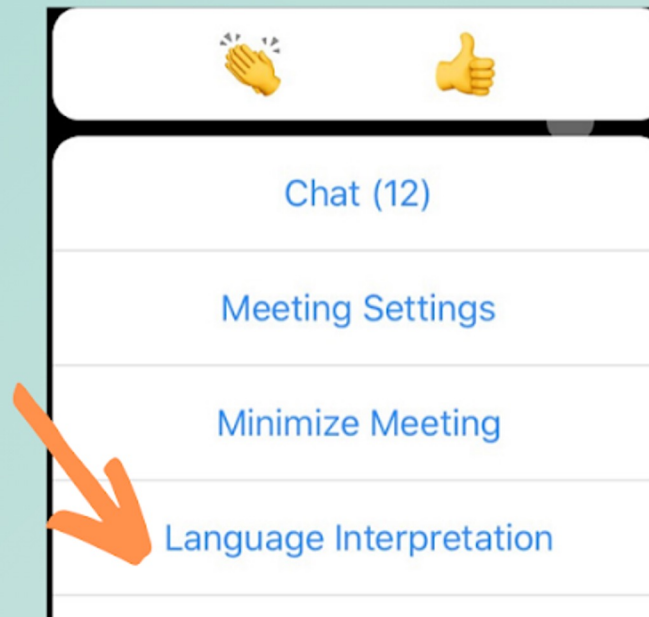 Chat (12)
Meeting Settings
Minimize Meeting
Language Interpretation